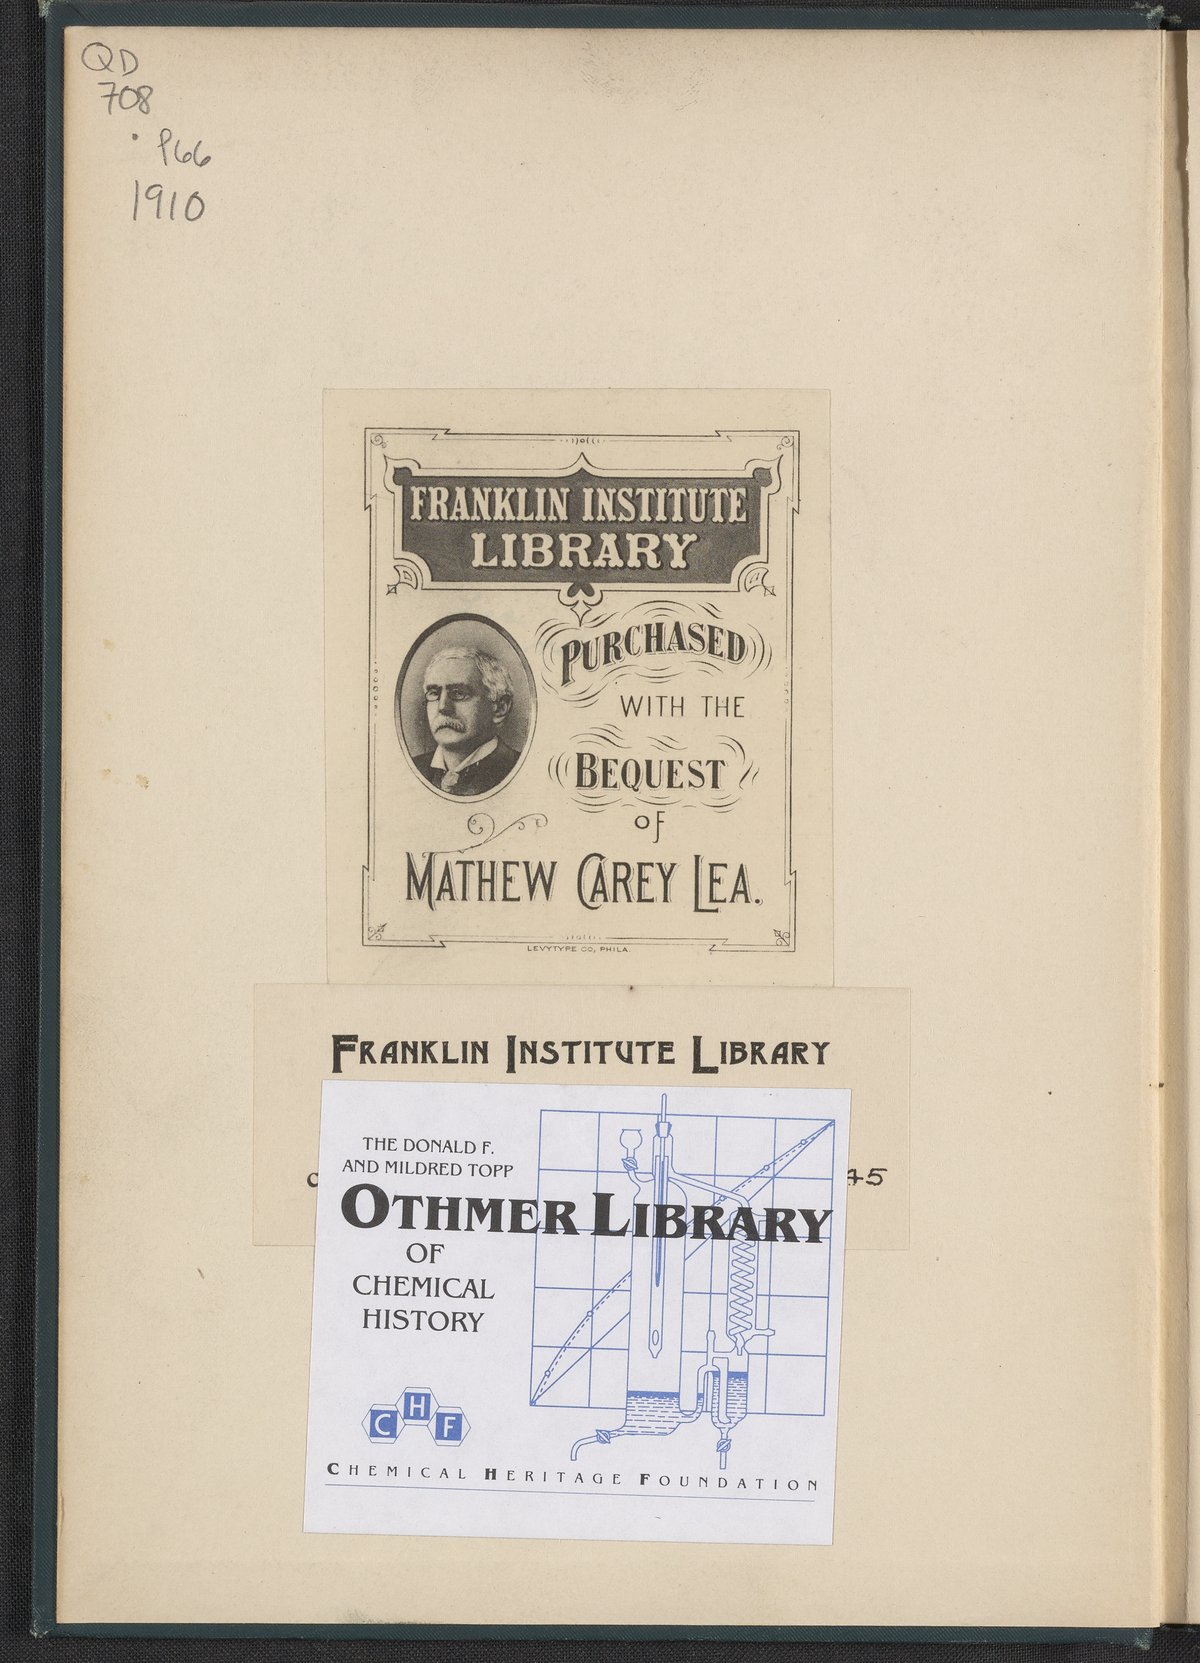 QD
708
.P66
1910
FRANKLIN INSTITUTE
LIBRARY
PURCHASED
WITH THE
BEQUEST
OF
MATHEW CAREY LEA.
LEVYTYPE CO, PHILA.
FRANKLIN INSTITUTE LIBRARY
C
45
THE DONALD F.
AND MILDRED TOPP
OTHMER LIBRARY
OF
CHEMICAL
HISTORY
C H F
CHEMICAL HERITAGE FOUNDATION